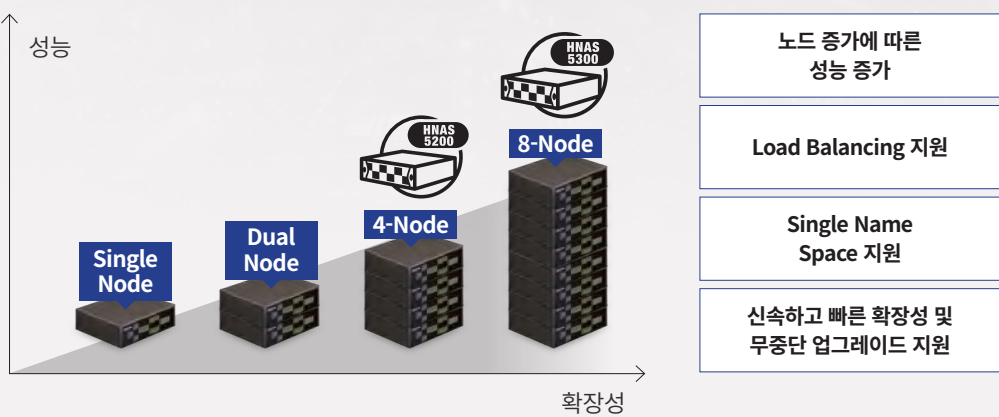 성능
HNAS
5300
8-Node
HNAS
5200
4-Node
Dual
Node
Single
Node
확장성
노드 증가에 따른
성능 증가
Load Balancing 지원
Single Name
Space 지원
신속하고 빠른 확장성 및
무중단 업그레이드 지원